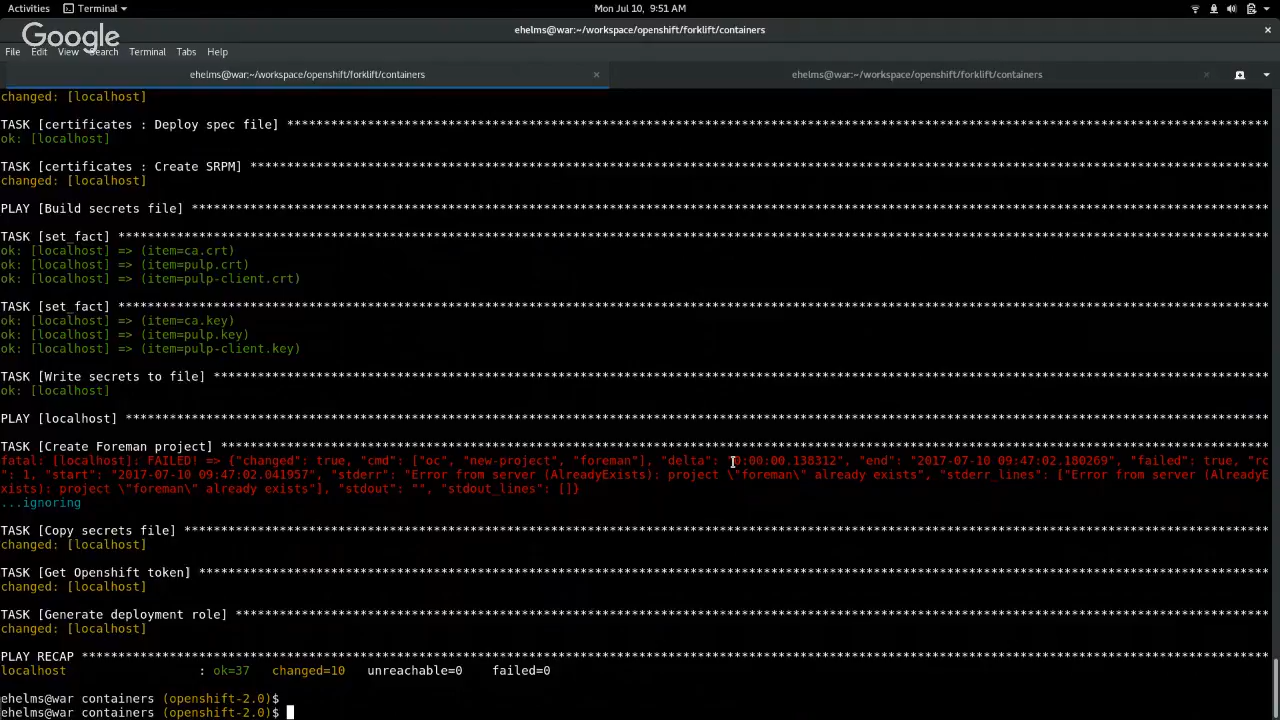 Activities Terminal Mon Jul 10, 9:51 AM
ehelms@war:~/workspace/openshift/forklift/containers
Google
File Edit View Search Terminal Tabs Help
ehelms@war:~/workspace/openshift/forklift/containers ehelms@war:~/workspace/openshift/forklift/containers
changed: [localhost]
TASK [certificates : Deploy spec file] ****************************************************************************************************************************************
ok: [localhost]
TASK [certificates : Create SRPM] *********************************************************************************************************************************************
changed: [localhost]
PLAY [Build secrets file] *****************************************************************************************************************************************************
TASK [set_fact] ***************************************************************************************************************************************************************
ok: [localhost] => (item=ca.crt)
ok: [localhost] => (item=pulp.crt)
ok: [localhost] => (item=pulp-client.crt)
TASK [set_fact] ***************************************************************************************************************************************************************
ok: [localhost] => (item=ca.key)
ok: [localhost] => (item=pulp.key)
ok: [localhost] => (item=pulp-client.key)
TASK [Write secrets to file] **************************************************************************************************************************************************
ok: [localhost]
PLAY [localhost] **************************************************************************************************************************************************************
TASK [Create Foreman project] *************************************************************************************************************************************************
fatal: [localhost]: FAILED! => {"changed": true, "cmd": ["oc", "new-project", "foreman"], "delta": "0:00:00.138312", "end": "2017-07-10 09:47:02.180269", "failed": true, "rc
": 1, "start": "2017-07-10 09:47:02.041957", "stderr": "Error from server (AlreadyExists): project \"foreman\" already exists", "stderr_lines": ["Error from server (AlreadyE
xists): project \"foreman\" already exists"], "stdout": "", "stdout_lines": []}
...ignoring
TASK [Copy secrets file] ******************************************************************************************************************************************************
changed: [localhost]
TASK [Get Openshift token] ****************************************************************************************************************************************************
changed: [localhost]
TASK [Generate deployment role] ***********************************************************************************************************************************************
changed: [localhost]
PLAY RECAP ********************************************************************************************************************************************************************
localhost : ok=37 changed=10 unreachable=0 failed=0
ehelms@war containers (openshift-2.0)$
ehelms@war containers (openshift-2.0)$